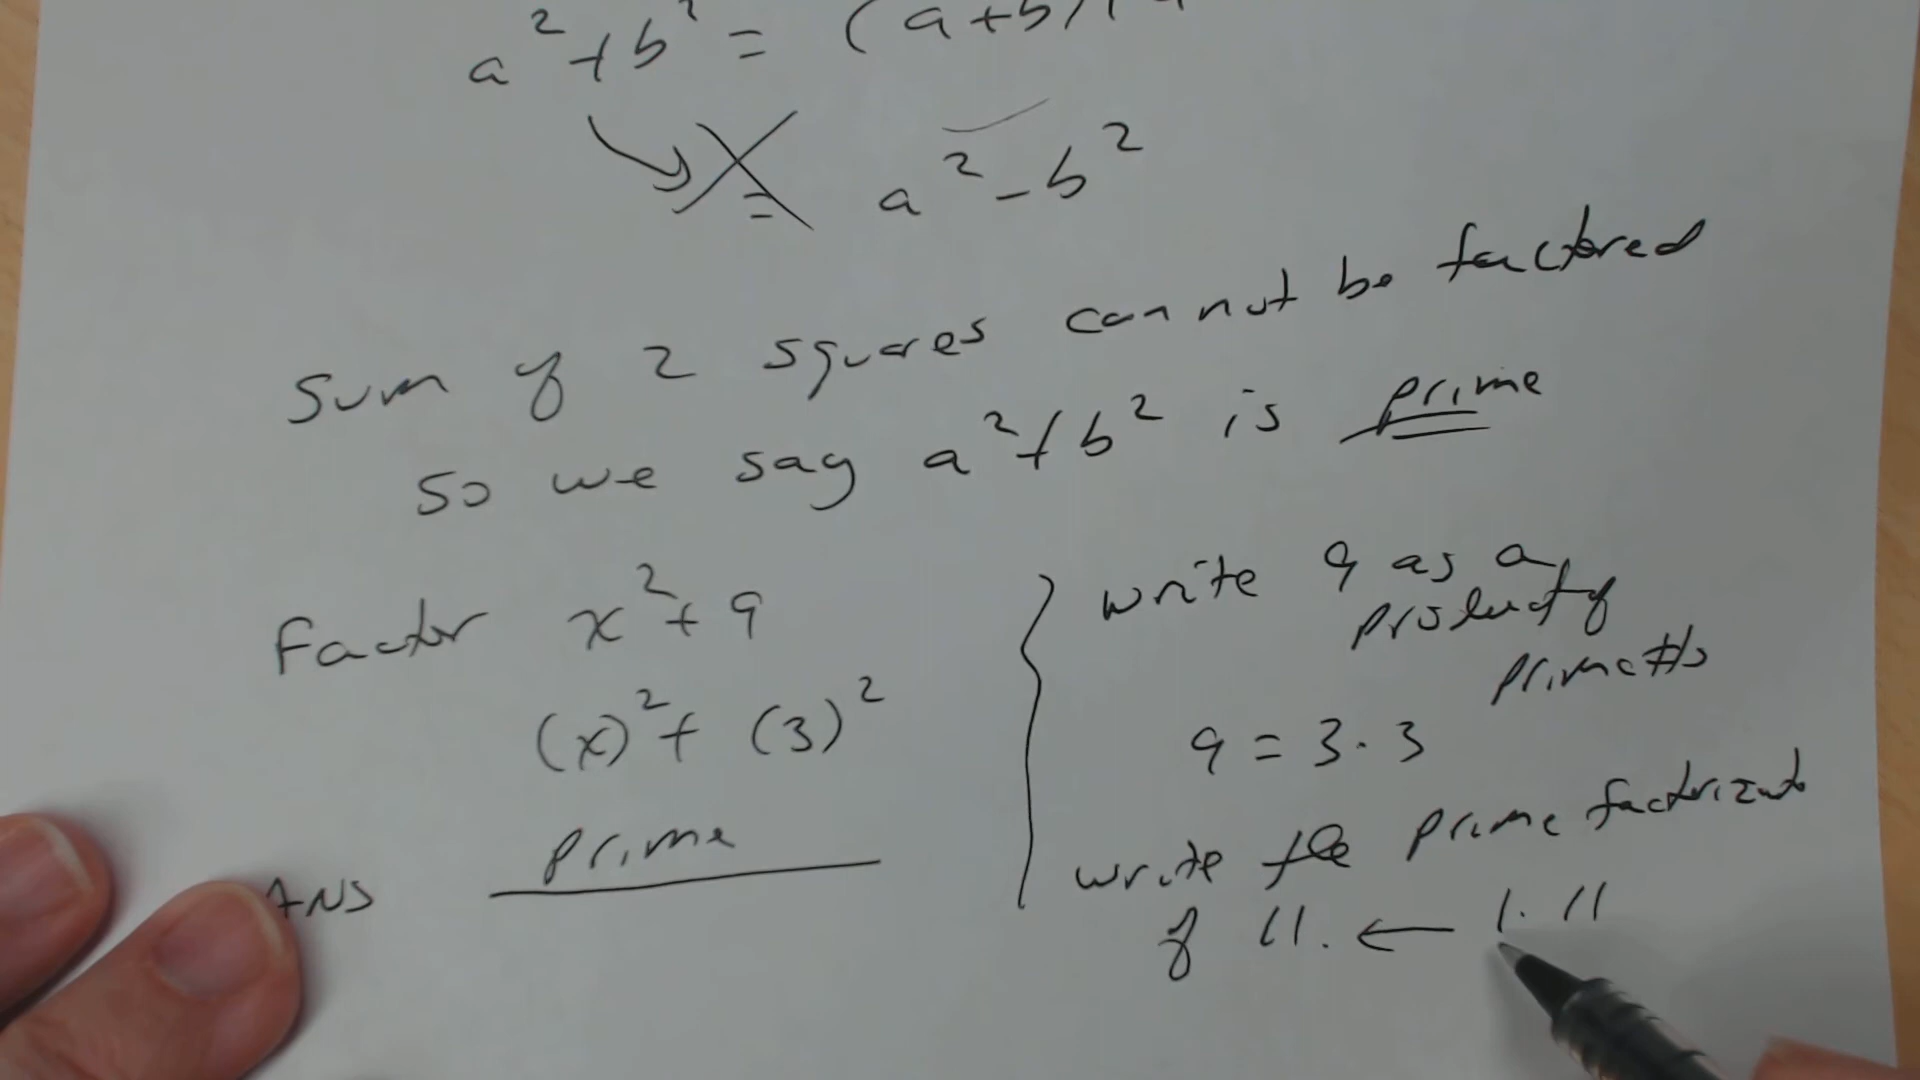 a² + b² = (a+b)(
= a² - b²
Sum of 2 squares cannot be factored
so we say a² + b² is prime
Factor x² + 9
(x)² + (3)²
ANS prime
write 9 as a
product of
prime #s
9 = 3 · 3
write the prime factorizat
of 11. ← 1 · 11